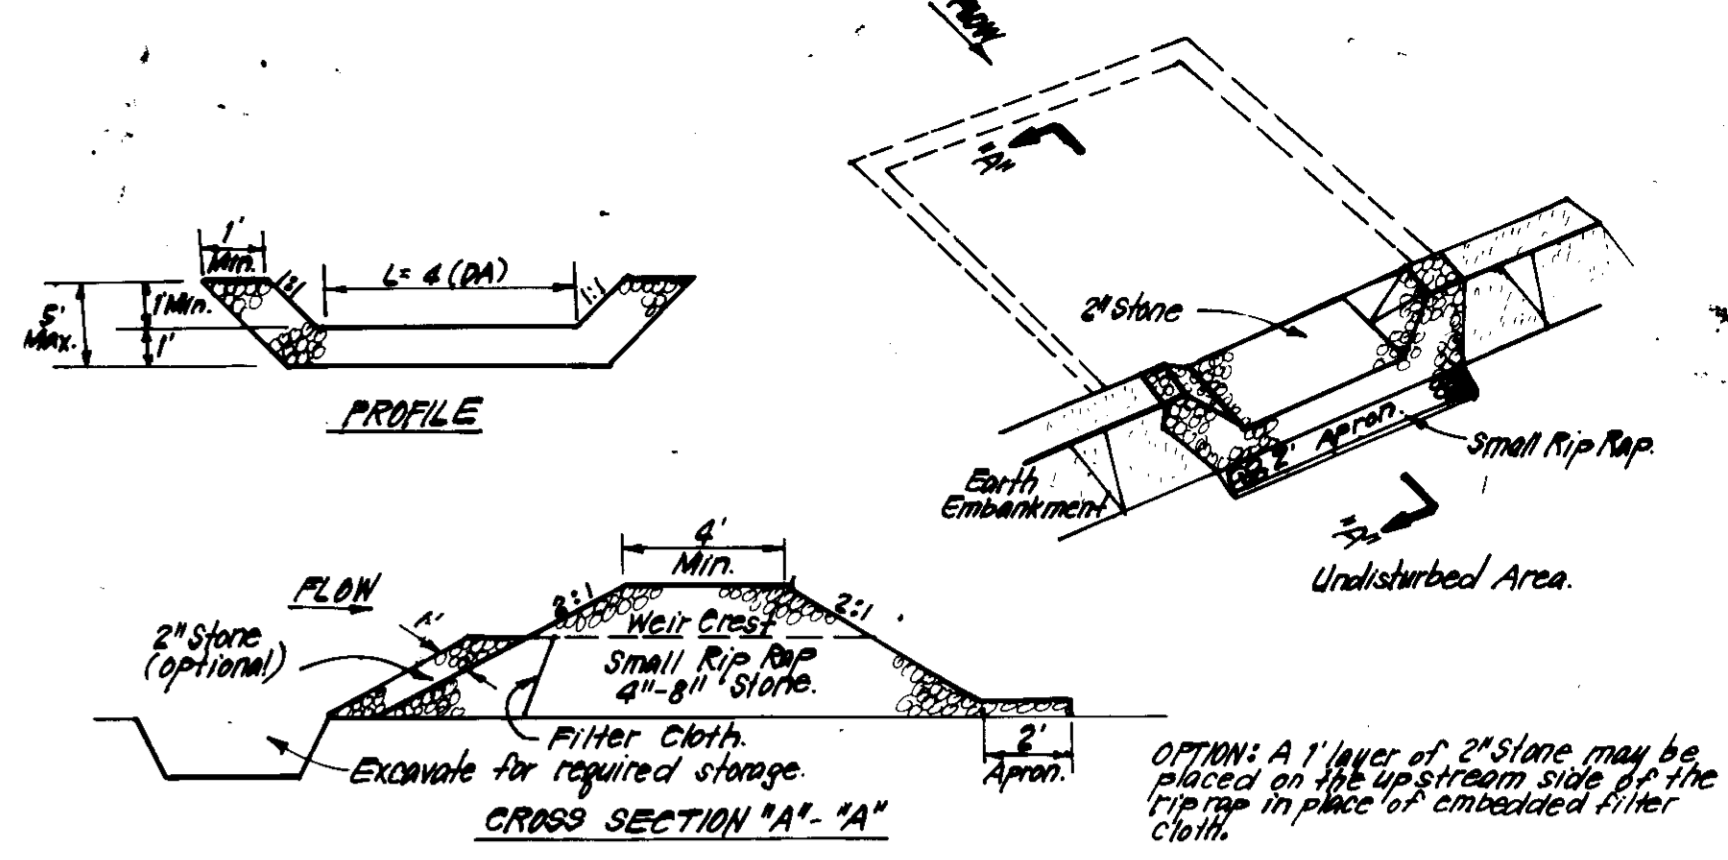 FLOW
"A"
1'
Min.
1:1
L= 4 (DA)
1:1
5'
Max.
1' Min.
1'
PROFILE
2" Stone
2' Apron.
Small Rip Rap.
Earth
Embankment
"A"
Undisturbed Area.
4'
Min.
FLOW
2:1
2:1
1'
2" Stone
(optional)
Weir Crest
Small Rip Rap
4"-8" Stone.
Filter Cloth.
Excavate for required storage.
2'
Apron.
CROSS SECTION "A"- "A"
OPTION: A 1' layer of 2" Stone may be
placed on the upstream side of the
rip rap in place of embedded filter
cloth.